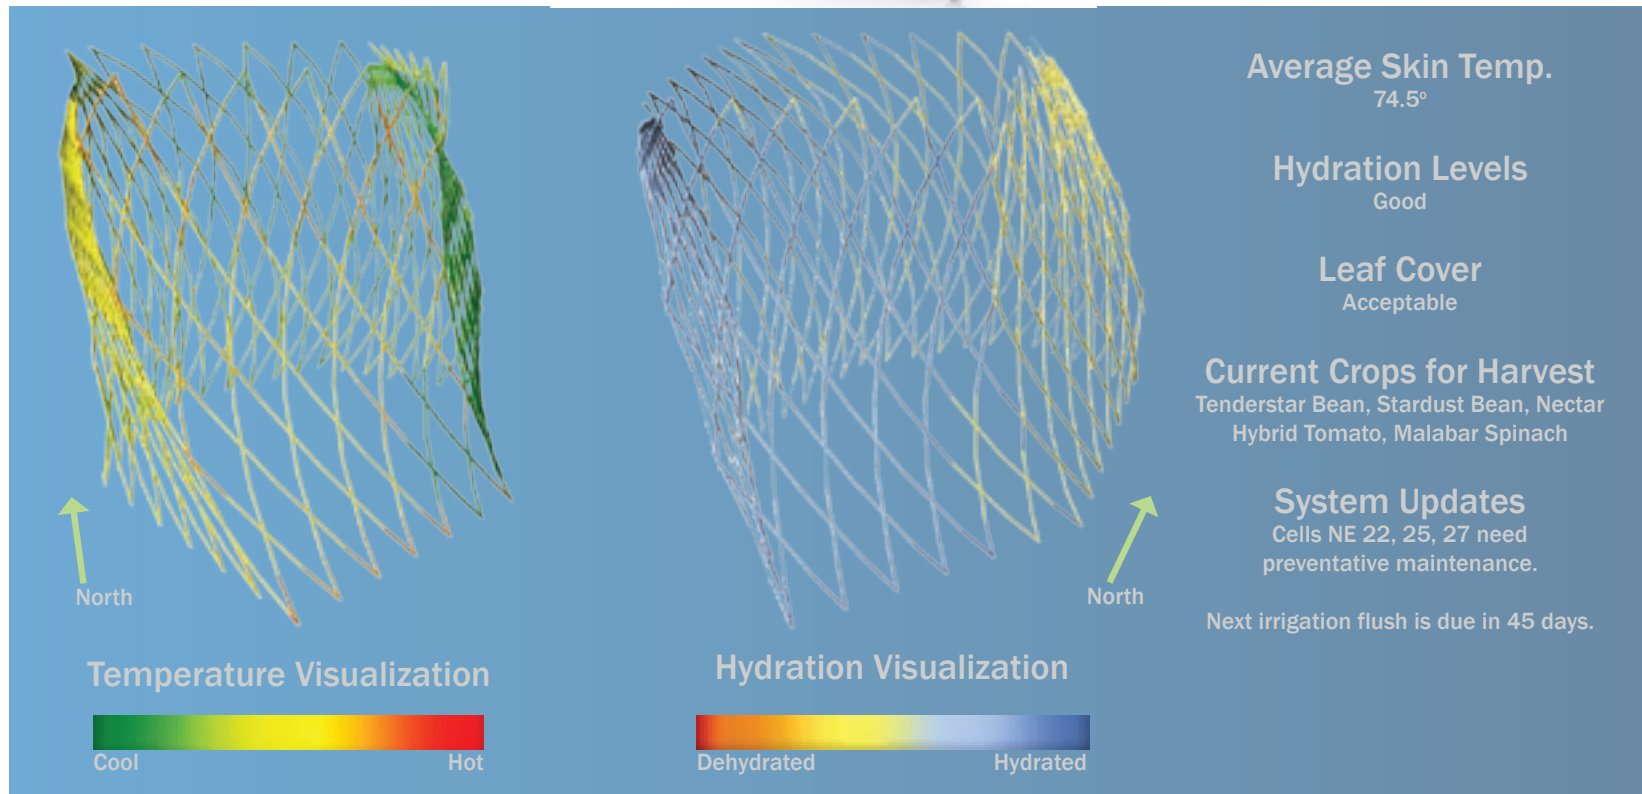 North
Temperature Visualization
Cool
Hot
North
Hydration Visualization
Dehydrated
Hydrated
Average Skin Temp.
74.5°
Hydration Levels
Good
Leaf Cover
Acceptable
Current Crops for Harvest
Tenderstar Bean, Stardust Bean, Nectar
Hybrid Tomato, Malabar Spinach
System Updates
Cells NE 22, 25, 27 need
preventative maintenance.
Next irrigation flush is due in 45 days.